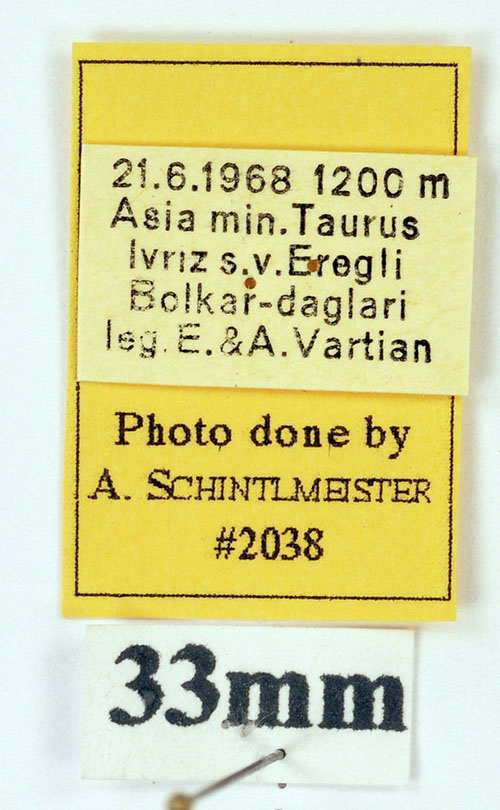 21.6.1968 1200 m
Asia min.Taurus
Ivriz s.v.Eregli
Bolkar-daglari
leg. E. &A. Vartian
Photo done by
A. SCHINTLMEISTER
#2038
33mm